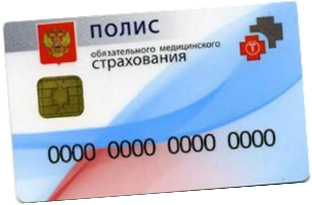 ПОЛИС
обязательного медицинского
страхования
0000 0000 0000 0000